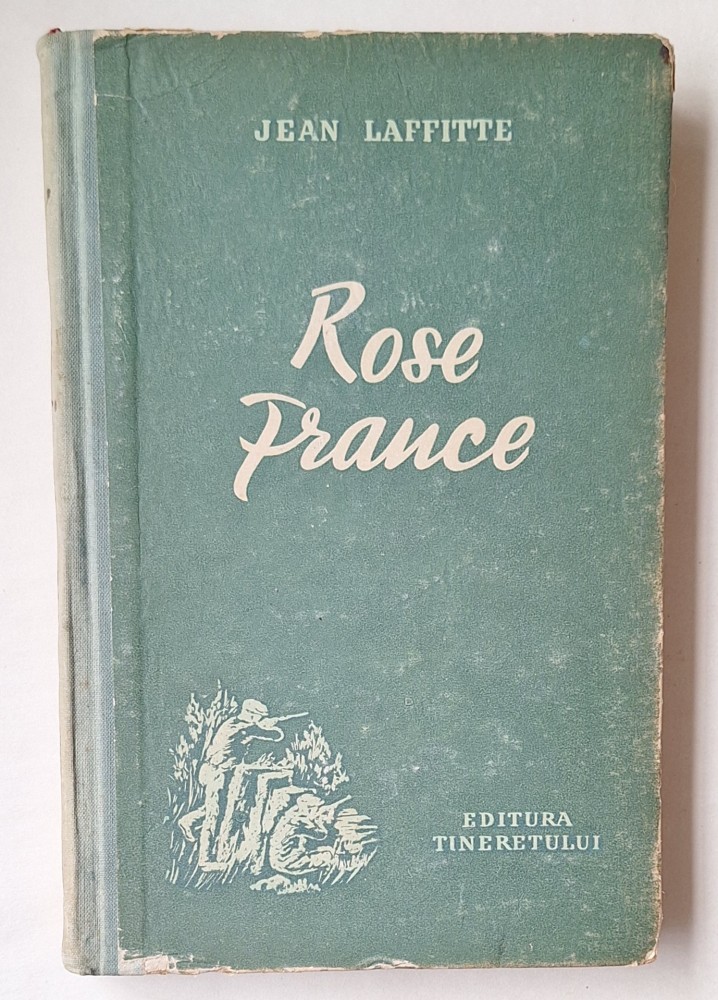 JEAN LAFFITTE
Rose
France
EDITURA
TINERETULUI